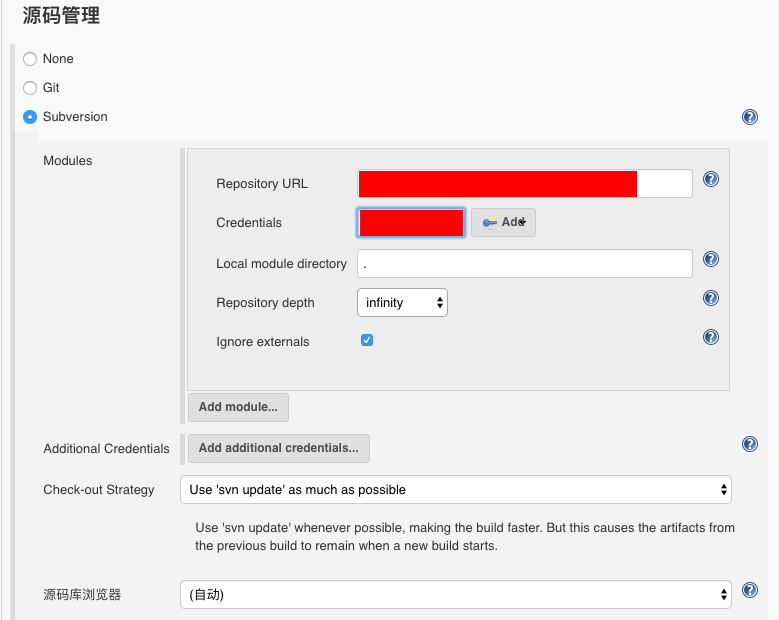 源码管理
None
Git
Subversion
Modules
Repository URL
Credentials
Add
Local module directory
.
Repository depth
infinity
Ignore externals
Add module...
Additional Credentials
Add additional credentials...
Check-out Strategy
Use 'svn update' as much as possible
Use 'svn update' whenever possible, making the build faster. But this causes the artifacts from
the previous build to remain when a new build starts.
源码库浏览器
(自动)